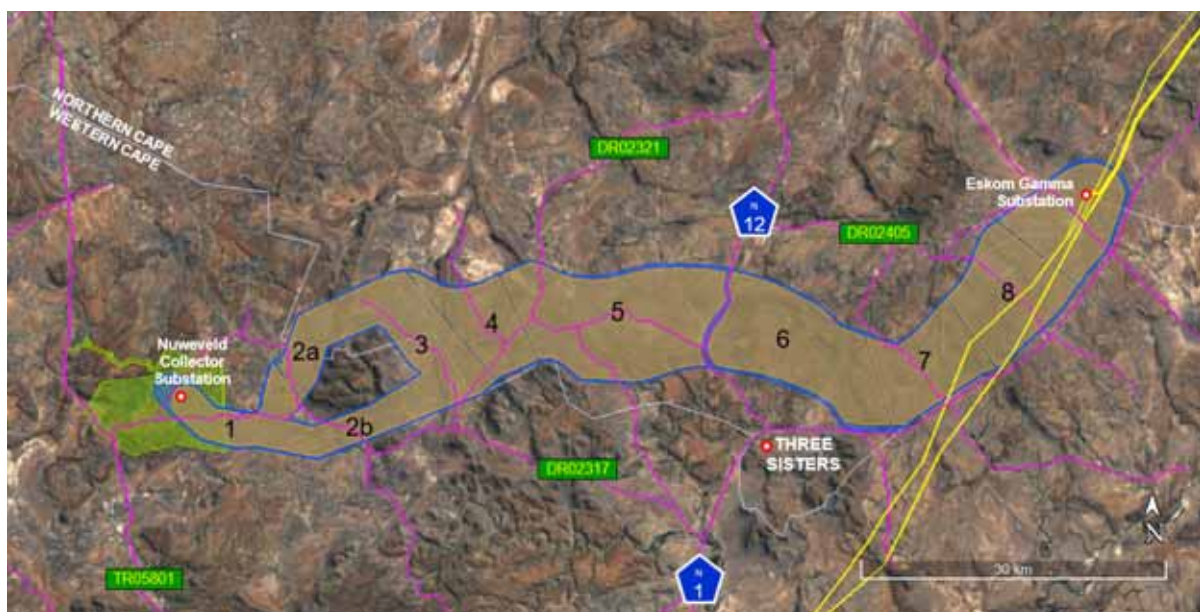 NORTHERN CAPE
WESTERN CAPE
DR02321
N
12
Eskom Gamma
Substation
DR02405
8
5
4
6
3
2a
7
Nuweveld
Collector
Substation
1
2b
THREE
SISTERS
DR02317
N
30 km
TR05801
N
1